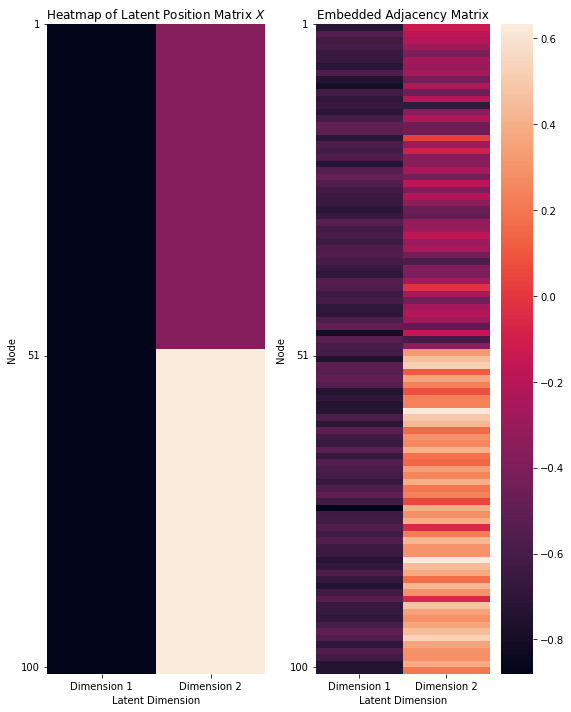 Heatmap of Latent Position Matrix X
Embedded Adjacency Matrix
1
51
100
Node
Dimension 1
Dimension 2
Latent Dimension
1
51
100
Node
Dimension 1
Dimension 2
Latent Dimension
0.6
0.4
0.2
0.0
−0.2
−0.4
−0.6
−0.8